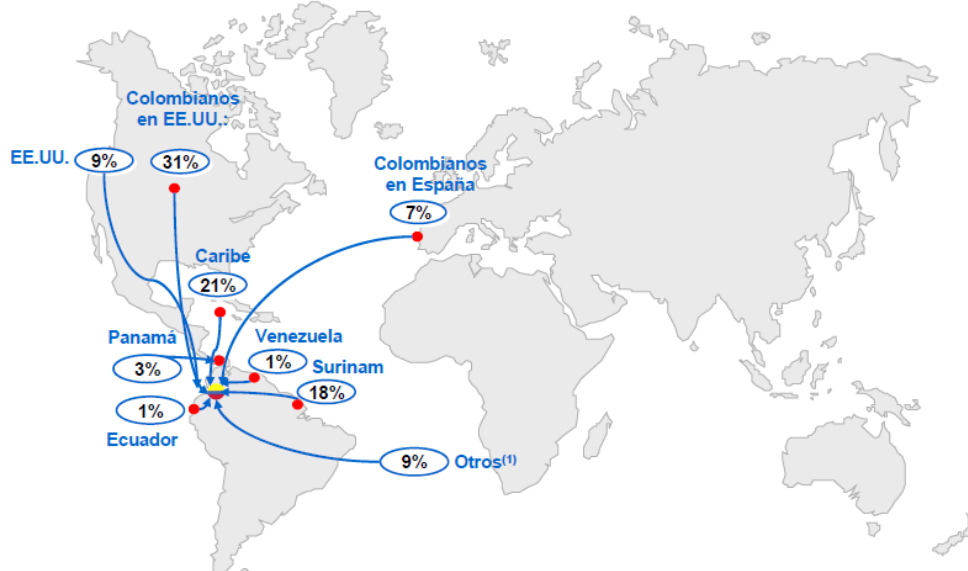 Colombianos
en EE.UU.:
EE.UU.
9%
31%
Colombianos
en España
7%
Caribe
21%
Panamá
3%
Venezuela
1%
Surinam
18%
1%
Ecuador
9%
Otros(1)